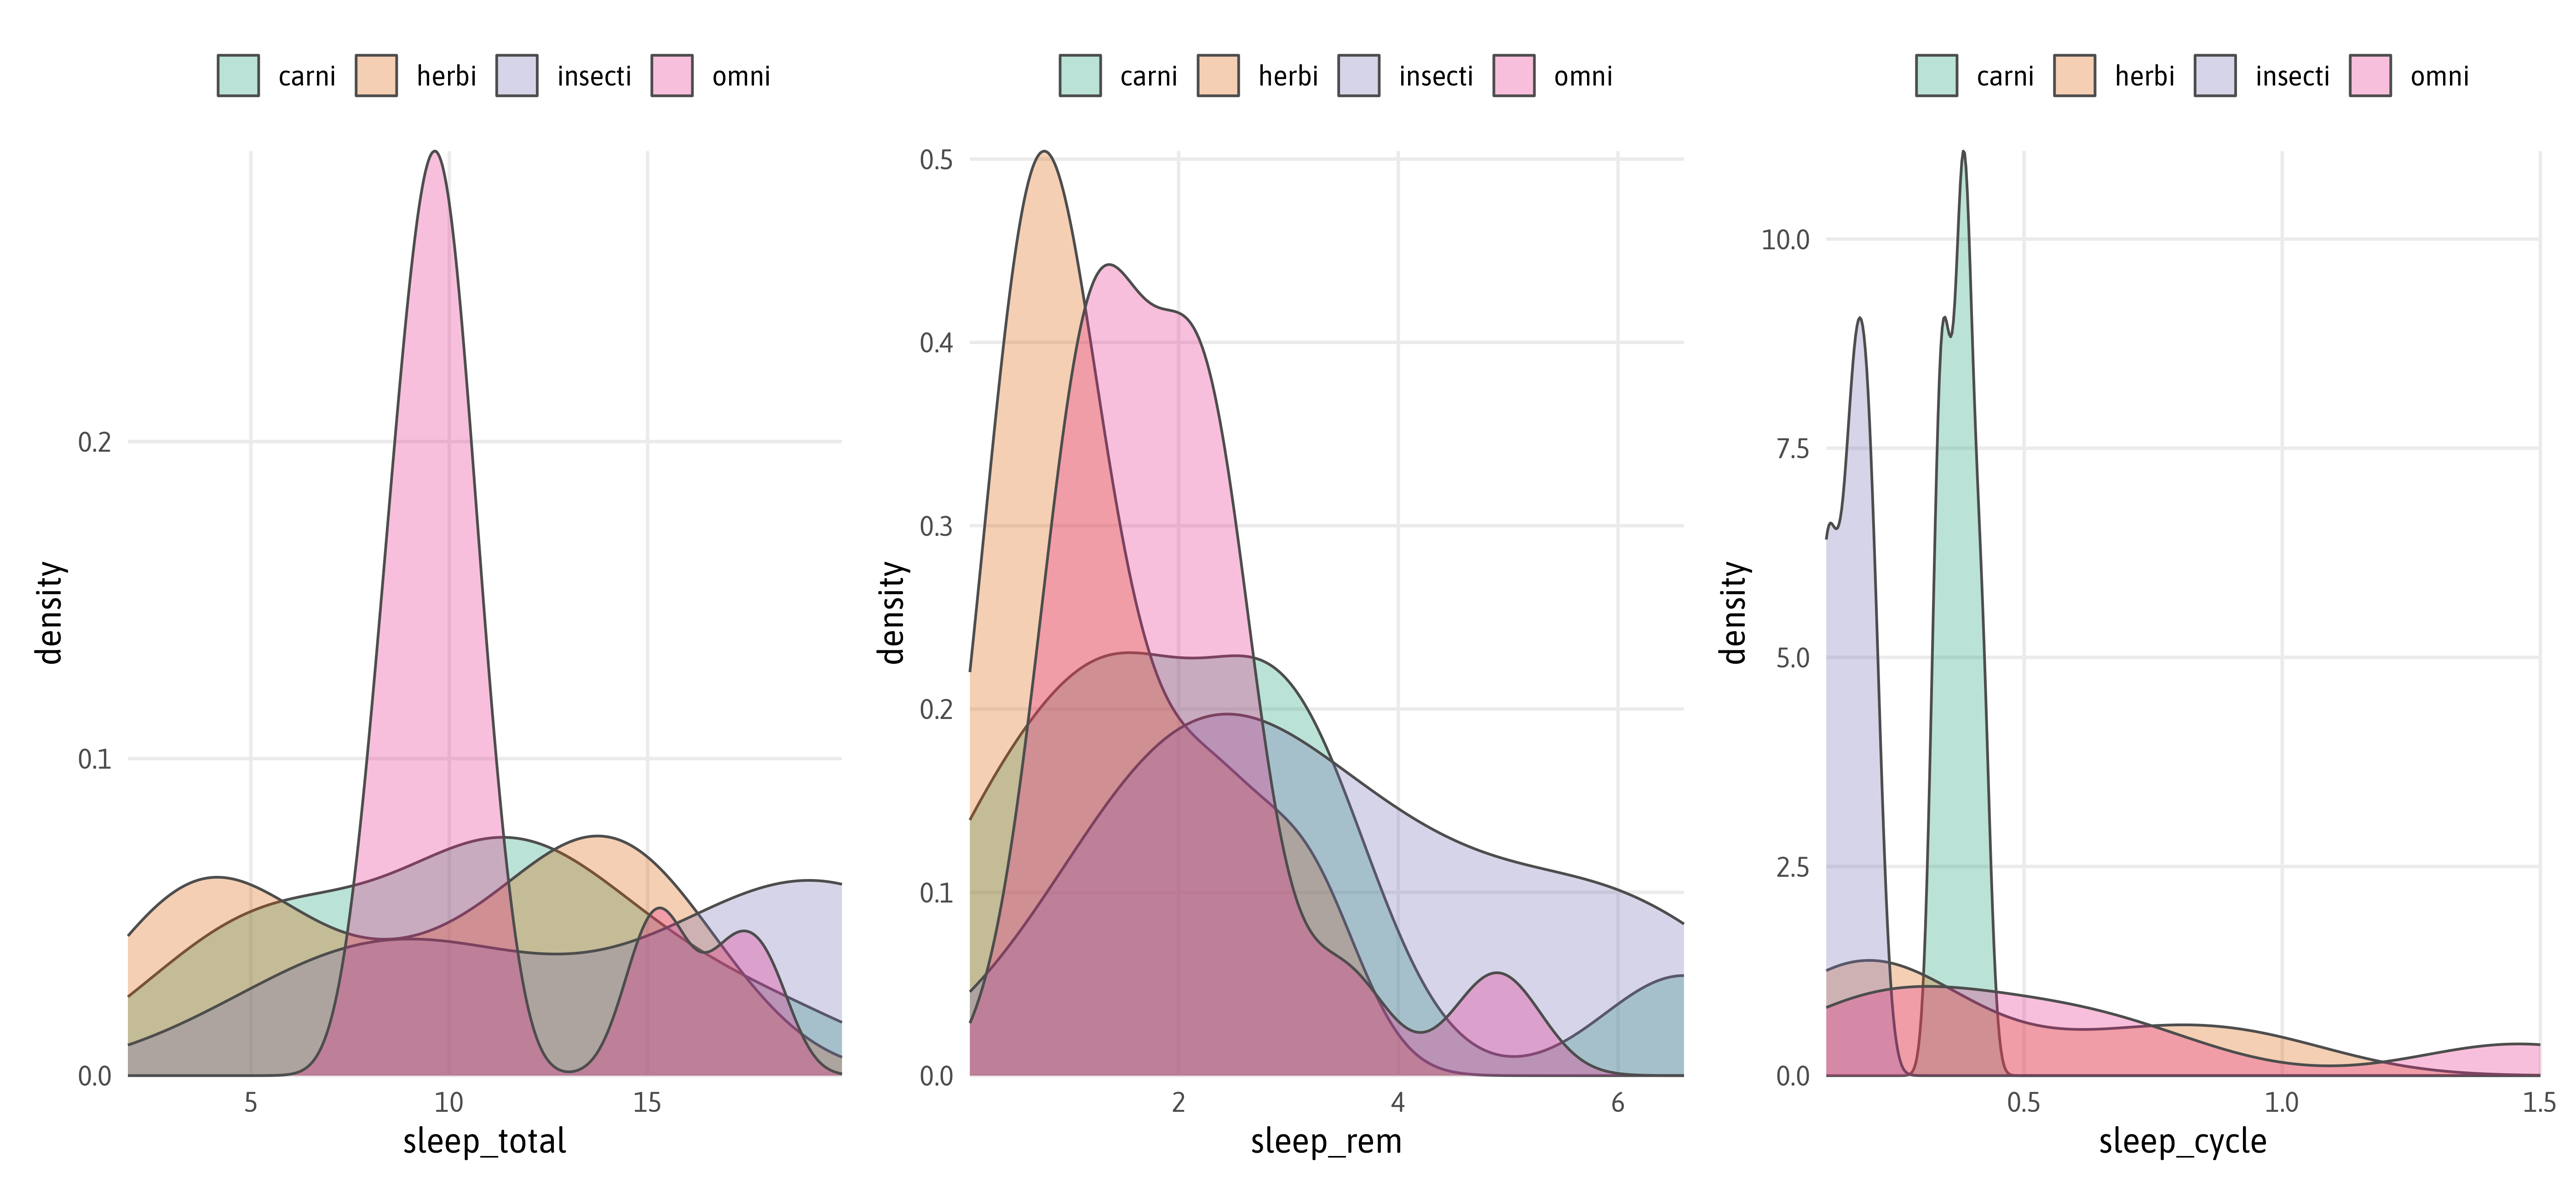 carni herbi insecti omni
density
0.2
0.1
0.0
5 10 15
sleep_total
carni herbi insecti omni
density
0.5
0.4
0.3
0.2
0.1
0.0
2 4 6
sleep_rem
carni herbi insecti omni
density
10.0
7.5
5.0
2.5
0.0
0.5 1.0 1.5
sleep_cycle